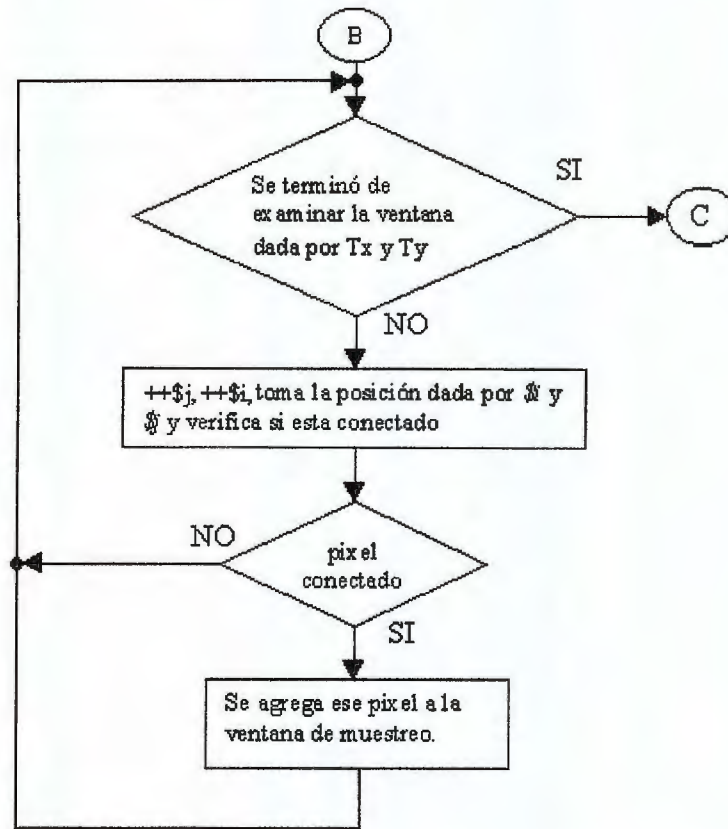 B
Se terminó de
examinar la ventana
dada por Tx y Ty
SI
C
NO
++$j, ++$i, toma la posición dada por $i y
$j y verifica si esta conectado
NO
pixel
conectado
SI
Se agrega ese pixel a la
ventana de muestreo.